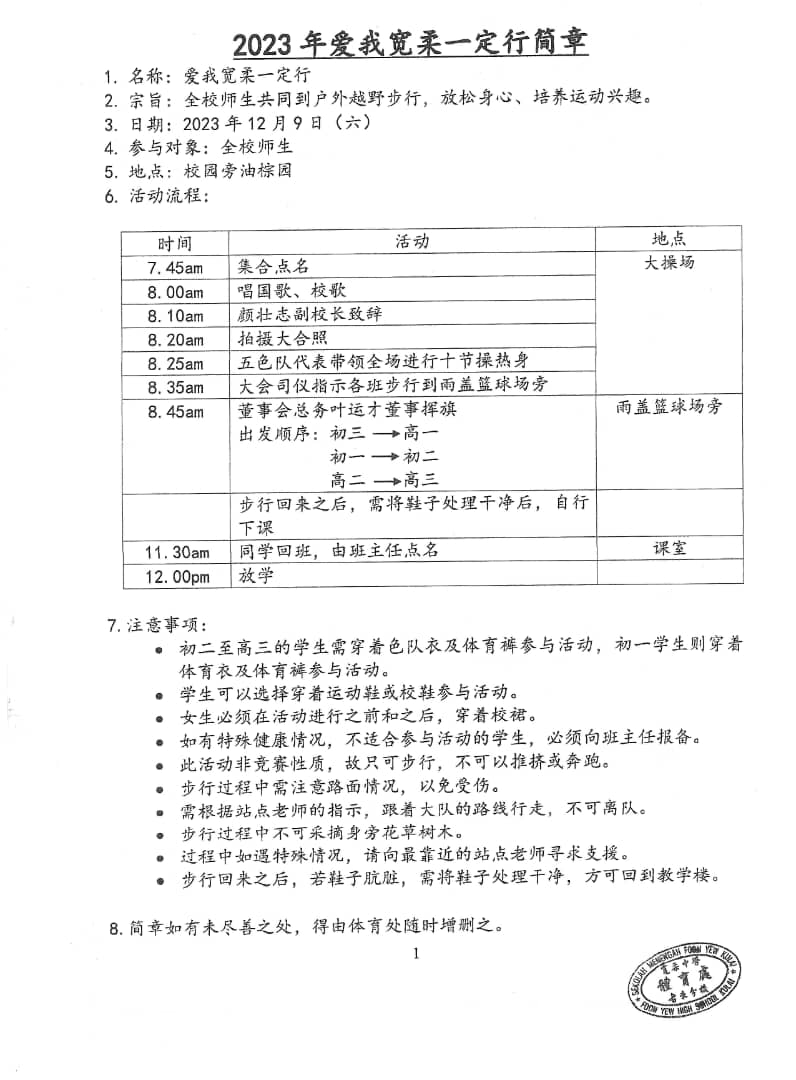 2023 年爱我宽柔一定行简章
1. 名称：爱我宽柔一定行
2. 宗旨：全校师生共同到户外越野步行，放松身心、培养运动兴趣。
3. 日期：2023 年 12 月 9 日（六）
4. 参与对象：全校师生
5. 地点：校园旁油棕园
6. 活动流程：
时间 活动 地点
7.45am 集合点名 大操场
8.00am 唱国歌、校歌
8.10am 颜壮志副校长致辞
8.20am 拍摄大合照
8.25am 五色队代表带领全场进行十节操热身
8.35am 大会司仪指示各班步行到雨盖篮球场旁
8.45am 董事会总务叶运才董事挥旗 雨盖篮球场旁
出发顺序：初三 → 高一
初一 → 初二
高二 → 高三
步行回来之后，需将鞋子处理干净后，自行
下课
11.30am 同学回班，由班主任点名 课室
12.00pm 放学
7. 注意事项：
• 初二至高三的学生需穿着色队衣及体育裤参与活动，初一学生则穿着
体育衣及体育裤参与活动。
• 学生可以选择穿着运动鞋或校鞋参与活动。
• 女生必须在活动进行之前和之后，穿着校裙。
• 如有特殊健康情况，不适合参与活动的学生，必须向班主任报备。
• 此活动非竞赛性质，故只可步行，不可以推挤或奔跑。
• 步行过程中需注意路面情况，以免受伤。
• 需根据站点老师的指示，跟着大队的路线行走，不可离队。
• 步行过程中不可采摘身旁花草树木。
• 过程中如遇特殊情况，请向最靠近的站点老师寻求支援。
• 步行回来之后，若鞋子肮脏，需将鞋子处理干净，方可回到教学楼。
8. 简章如有未尽善之处，得由体育处随时增删之。
1
SEKOLAH MENENGAH FOON YEW KULAI
寬柔中學
體育處
古來分校
FOON YEW HIGH SCHOOL KULAI